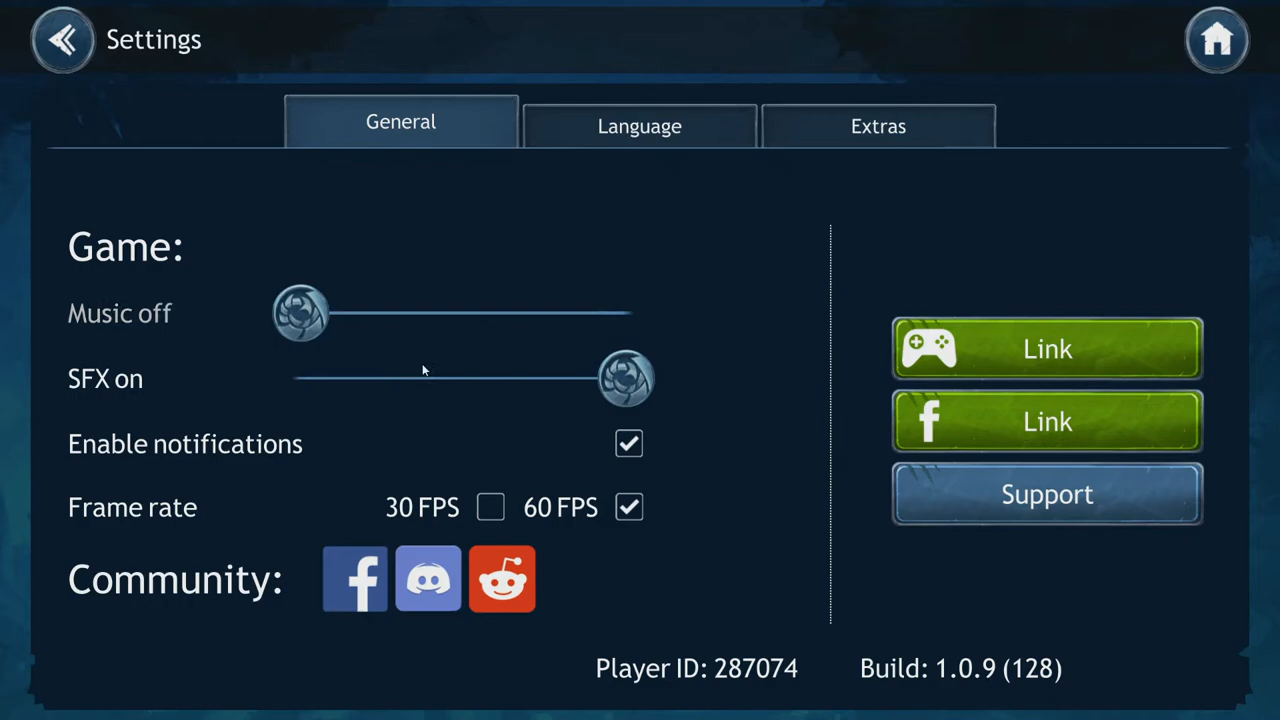 Settings
General
Language
Extras
Game:
Music off
SFX on
Enable notifications
Frame rate 30 FPS 60 FPS
Community:
Link
Link
Support
Player ID: 287074 Build: 1.0.9 (128)